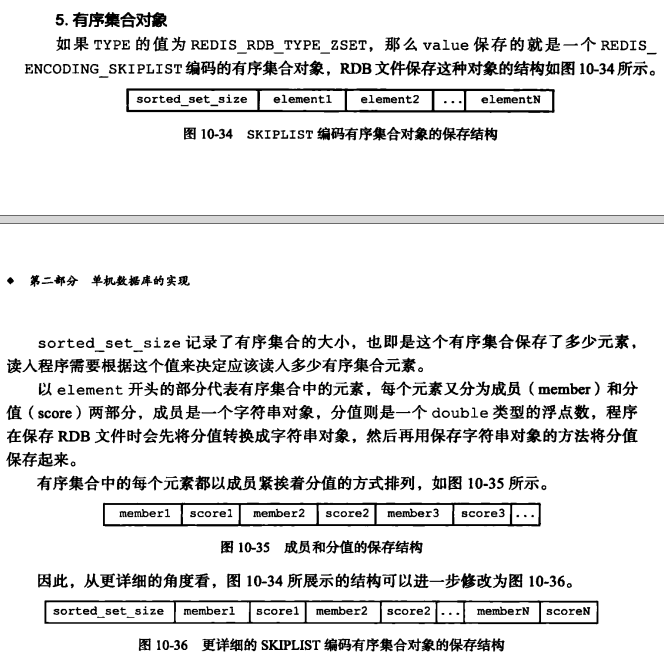 5. 有序集合对象
如果 TYPE 的值为 REDIS_RDB_TYPE_ZSET，那么 value 保存的就是一个 REDIS_
ENCODING_SKIPLIST 编码的有序集合对象，RDB 文件保存这种对象的结构如图 10-34 所示。
sorted_set_size element1 element2 ... elementN
图 10-34 SKIPLIST 编码有序集合对象的保存结构
◆ 第二部分 单机数据库的实现
sorted_set_size 记录了有序集合的大小，也即是这个有序集合保存了多少元素，
读入程序需要根据这个值来决定应该读入多少有序集合元素。
以 element 开头的部分代表有序集合中的元素，每个元素又分为成员（member）和分
值（score）两部分，成员是一个字符串对象，分值则是一个 double 类型的浮点数，程序
在保存 RDB 文件时会先将分值转换成字符串对象，然后再用保存字符串对象的方法将分值
保存起来。
有序集合中的每个元素都以成员紧挨着分值的方式排列，如图 10-35 所示。
member1 score1 member2 score2 member3 score3 ...
图 10-35 成员和分值的保存结构
因此，从更详细的角度看，图 10-34 所展示的结构可以进一步修改为图 10-36。
sorted_set_size member1 score1 member2 score2 ... memberN scoreN
图 10-36 更详细的 SKIPLIST 编码有序集合对象的保存结构